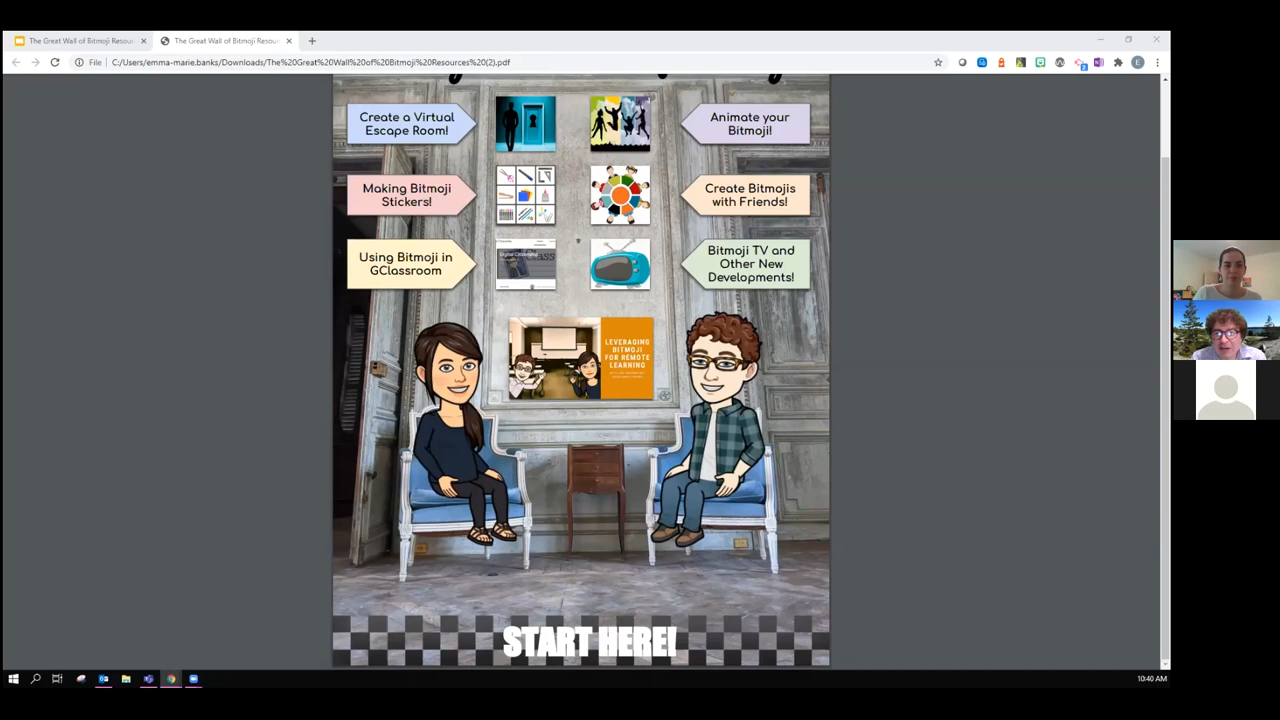 The Great Wall of Bitmoji Resour
The Great Wall of Bitmoji Resour
File
C:/Users/emma-marie.banks/Downloads/The%20Great%20Wall%20of%20Bitmoji%20Resources%20(2).pdf
E
Create a Virtual
Escape Room!
Animate your
Bitmoji!
Making Bitmoji
Stickers!
Create Bitmojis
with Friends!
Using Bitmoji in
GClassroom
Bitmoji TV and
Other New
Developments!
LEVERAGING
BITMOJI
FOR REMOTE
LEARNING
START HERE!
10:40 AM